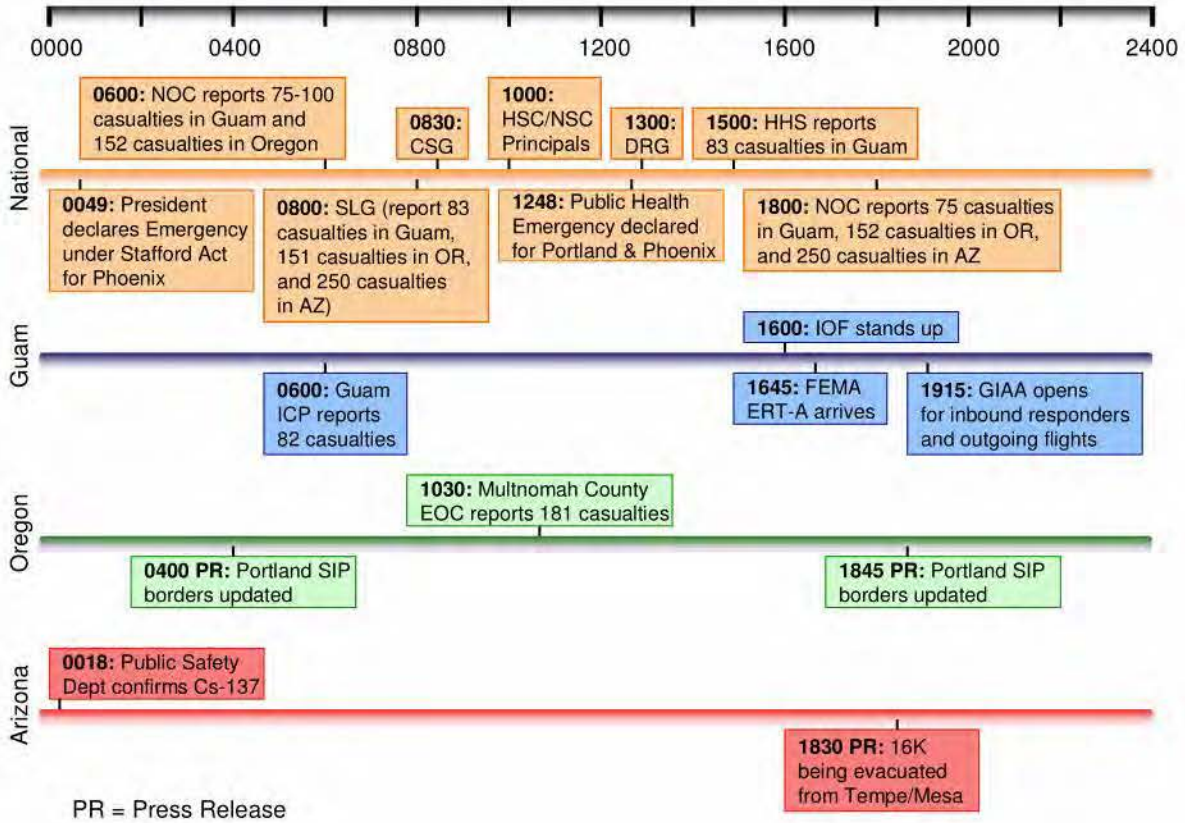 0000 0400 0800 1200 1600 2000 2400
National
0600: NOC reports 75-100
casualties in Guam and
152 casualties in Oregon
0830:
CSG
1000:
HSC/NSC
Principals
1300:
DRG
1500: HHS reports
83 casualties in Guam
0049: President
declares Emergency
under Stafford Act
for Phoenix
0800: SLG (report 83
casualties in Guam,
151 casualties in OR,
and 250 casualties
in AZ)
1248: Public Health
Emergency declared
for Portland & Phoenix
1800: NOC reports 75 casualties
in Guam, 152 casualties in OR,
and 250 casualties in AZ
Guam
1600: IOF stands up
0600: Guam
ICP reports
82 casualties
1645: FEMA
ERT-A arrives
1915: GIAA opens
for inbound responders
and outgoing flights
Oregon
1030: Multnomah County
EOC reports 181 casualties
0400 PR: Portland SIP
borders updated
1845 PR: Portland SIP
borders updated
Arizona
0018: Public Safety
Dept confirms Cs-137
1830 PR: 16K
being evacuated
from Tempe/Mesa
PR = Press Release